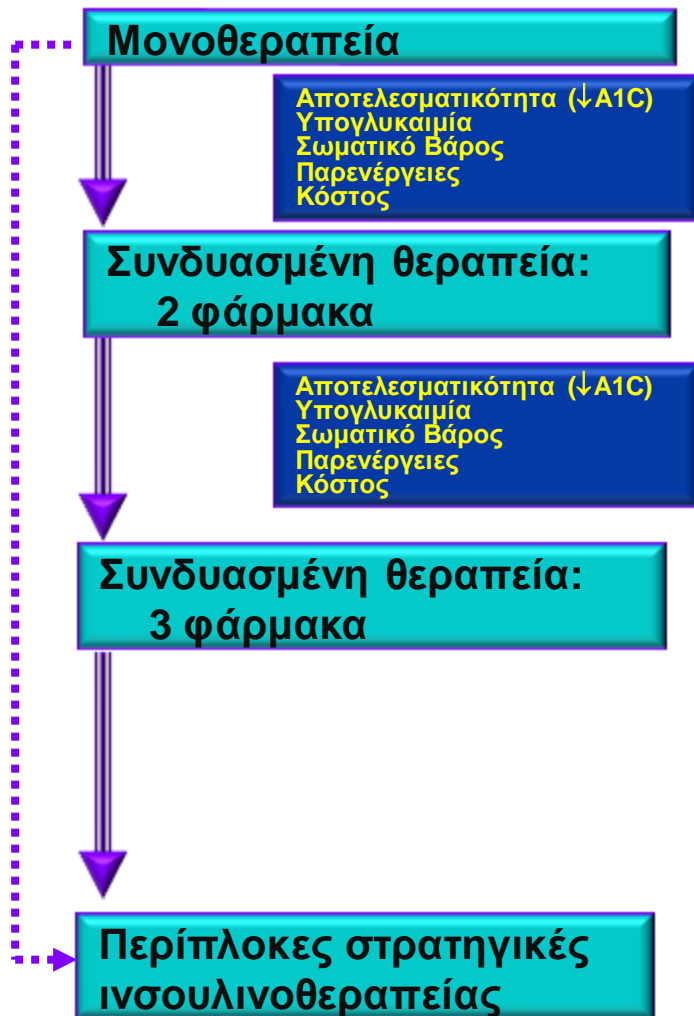 Μονοθεραπεία
Αποτελεσματικότητα (↓A1C)
Υπογλυκαιμία
Σωματικό Βάρος
Παρενέργειες
Κόστος
Συνδυασμένη θεραπεία:
2 φάρμακα
Αποτελεσματικότητα (↓A1C)
Υπογλυκαιμία
Σωματικό Βάρος
Παρενέργειες
Κόστος
Συνδυασμένη θεραπεία:
3 φάρμακα
Περίπλοκες στρατηγικές
ινσουλινοθεραπείας